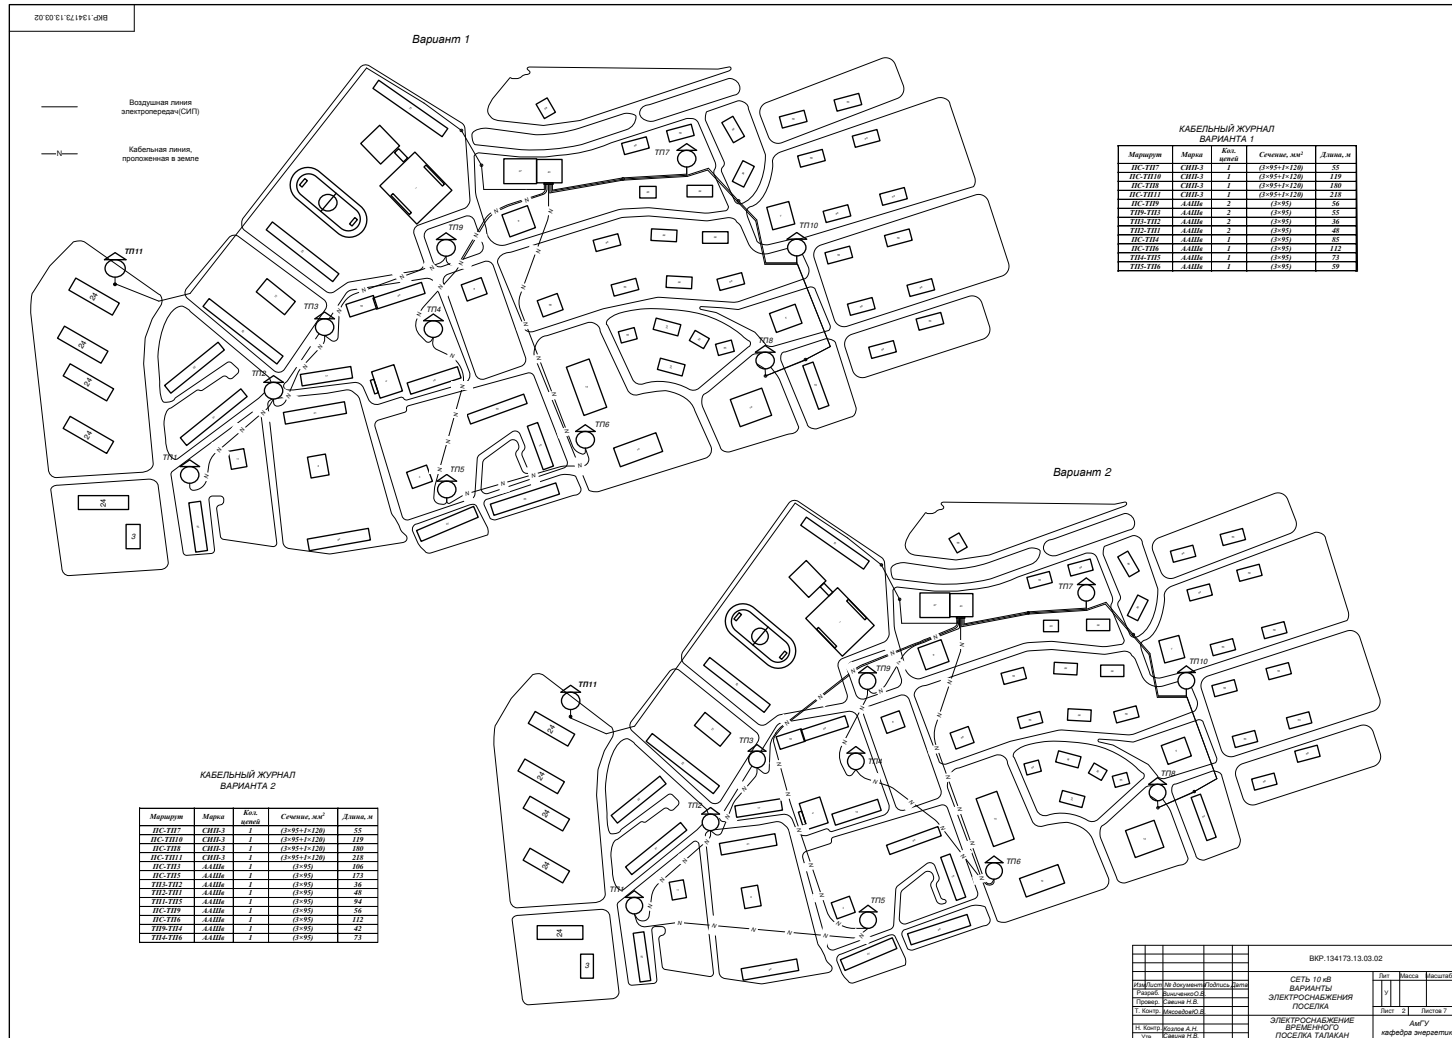 ВКР.134173.13.03.02
Вариант 1
Воздушная линия
электропередач(СИП)
N
Кабельная линия,
проложенная в земле
КАБЕЛЬНЫЙ ЖУРНАЛ
ВАРИАНТА 1
Маршрут Марка Кол. цепей Сечение, мм² Длина, м
ПС-ТП7 СИП-3 1 (3×95+1×120) 55
ПС-ТП10 СИП-3 1 (3×95+1×120) 119
ПС-ТП8 СИП-3 1 (3×95+1×120) 180
ПС-ТП11 СИП-3 1 (3×95+1×120) 218
ПС-ТП9 ААШв 2 (3×95) 56
ТП9-ТП3 ААШв 2 (3×95) 55
ТП3-ТП2 ААШв 2 (3×95) 36
ТП2-ТП1 ААШв 2 (3×95) 48
ПС-ТП4 ААШв 1 (3×95) 85
ПС-ТП6 ААШв 1 (3×95) 112
ТП4-ТП5 ААШв 1 (3×95) 73
ТП5-ТП6 ААШв 1 (3×95) 59
ТП7
ТП9
ТП10
ТП11
ТП3
ТП4
ТП8
ТП2
ТП6
ТП1
ТП5
24
24
24
24
24
3
Вариант 2
ТП7
ТП9
ТП10
ТП11
ТП3
ТП4
ТП8
ТП2
ТП6
ТП1
ТП5
24
24
24
24
24
3
КАБЕЛЬНЫЙ ЖУРНАЛ
ВАРИАНТА 2
Маршрут Марка Кол. цепей Сечение, мм² Длина, м
ПС-ТП7 СИП-3 1 (3×95+1×120) 55
ПС-ТП10 СИП-3 1 (3×95+1×120) 119
ПС-ТП8 СИП-3 1 (3×95+1×120) 180
ПС-ТП11 СИП-3 1 (3×95+1×120) 218
ПС-ТП3 ААШв 1 (3×95) 106
ПС-ТП5 ААШв 1 (3×95) 173
ТП3-ТП2 ААШв 1 (3×95) 36
ТП2-ТП1 ААШв 1 (3×95) 48
ТП1-ТП5 ААШв 1 (3×95) 94
ПС-ТП9 ААШв 1 (3×95) 56
ПС-ТП6 ААШв 1 (3×95) 112
ТП9-ТП4 ААШв 1 (3×95) 42
ТП4-ТП6 ААШв 1 (3×95) 73
ВКР.134173.13.03.02
СЕТЬ 10 кВ
ВАРИАНТЫ
ЭЛЕКТРОСНАБЖЕНИЯ
ПОСЕЛКА
Лит Масса Масштаб
У
Изм Лист № документа Подпись Дата
Разраб. Виниченко О.В.
Провер. Савина Н.В.
Т. Контр. Мясоедов Ю.В.
Лист 2 Листов 7
Н. Контр. Козлов А.Н.
Утв. Савина Н.В.
ЭЛЕКТРОСНАБЖЕНИЕ
ВРЕМЕННОГО
ПОСЕЛКА ТАЛАКАН
АмГУ
кафедра энергетики